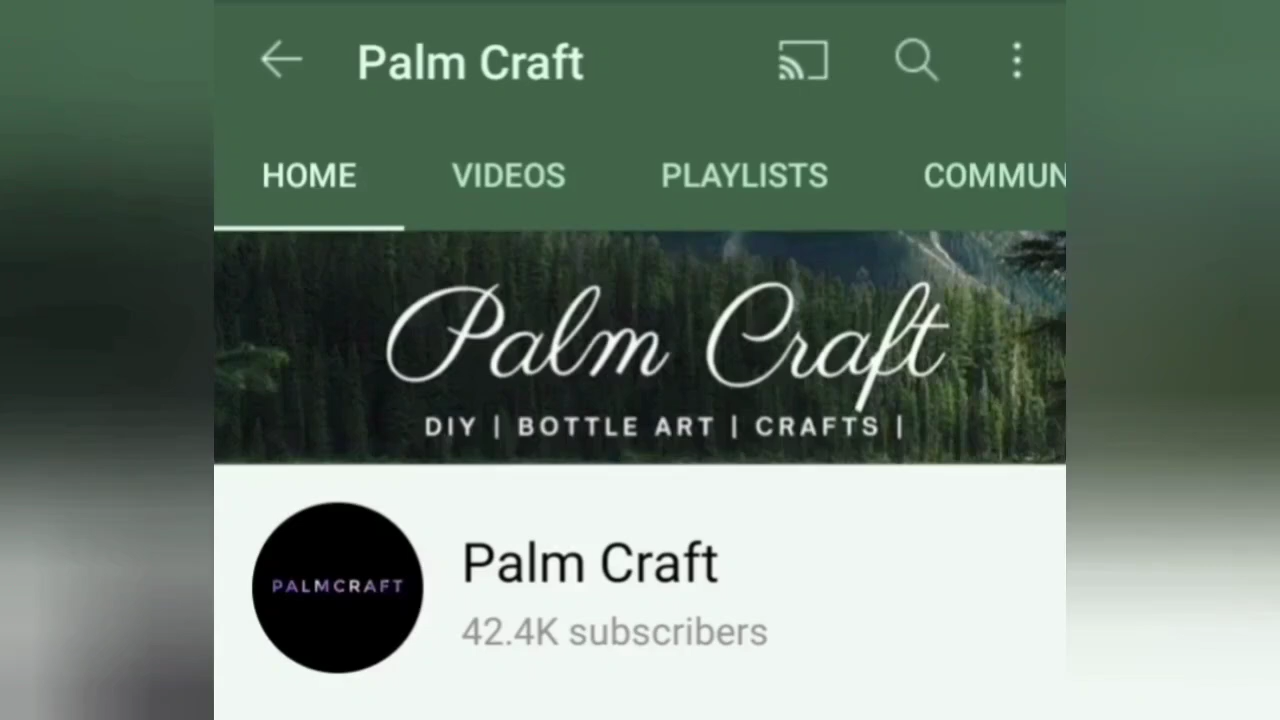 Palm Craft
HOME VIDEOS PLAYLISTS COMMUN
Palm Craft
DIY | BOTTLE ART | CRAFTS |
PALMCRAFT
Palm Craft
42.4K subscribers